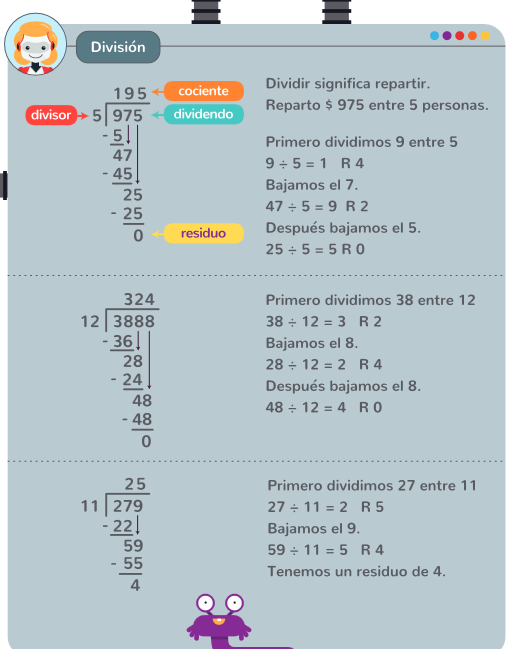 División
195
cociente
divisor
5 975
dividendo
- 5
47
- 45
25
- 25
0
residuo
Dividir significa repartir.
Reparto $ 975 entre 5 personas.
Primero dividimos 9 entre 5
9 ÷ 5 = 1 R 4
Bajamos el 7.
47 ÷ 5 = 9 R 2
Después bajamos el 5.
25 ÷ 5 = 5 R 0
324
12 3888
- 36
28
- 24
48
- 48
0
Primero dividimos 38 entre 12
38 ÷ 12 = 3 R 2
Bajamos el 8.
28 ÷ 12 = 2 R 4
Después bajamos el 8.
48 ÷ 12 = 4 R 0
25
11 279
- 22
59
- 55
4
Primero dividimos 27 entre 11
27 ÷ 11 = 2 R 5
Bajamos el 9.
59 ÷ 11 = 5 R 4
Tenemos un residuo de 4.